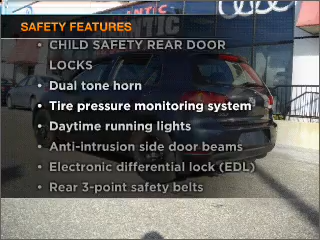 ANTIC
SAFETY FEATURES
• CHILD SAFETY REAR DOOR
LOCKS
• Dual tone horn
• Tire pressure monitoring system
• Daytime running lights
• Anti-intrusion side door beams
• Electronic differential lock (EDL)
• Rear 3-point safety belts